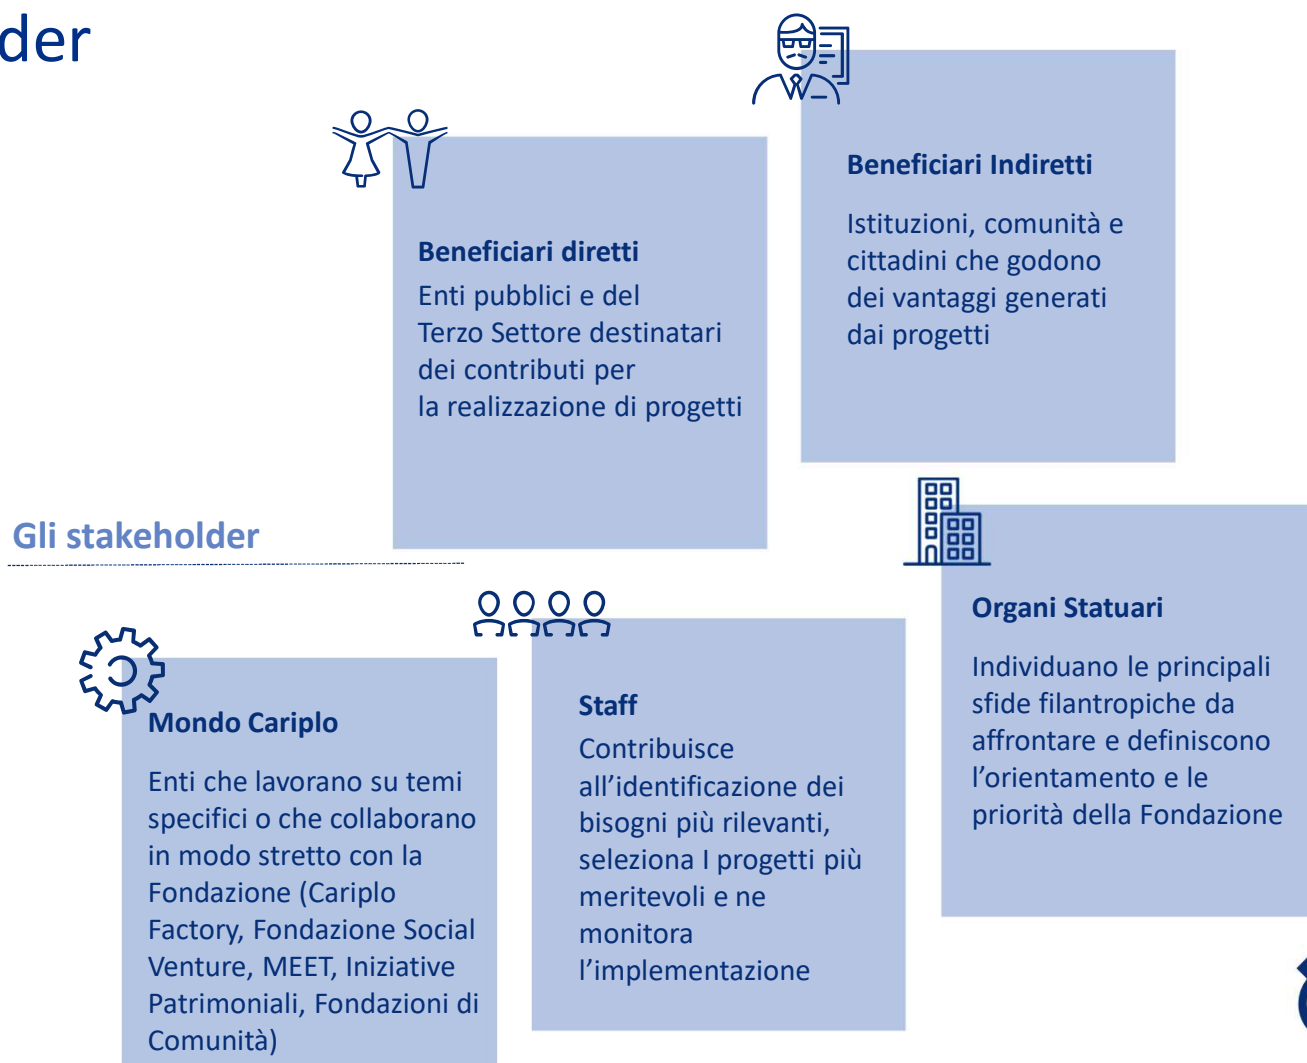 der
Beneficiari diretti
Enti pubblici e del
Terzo Settore destinatari
dei contributi per
la realizzazione di progetti
Beneficiari Indiretti
Istituzioni, comunità e
cittadini che godono
dei vantaggi generati
dai progetti
Gli stakeholder
Mondo Cariplo
Enti che lavorano su temi
specifici o che collaborano
in modo stretto con la
Fondazione (Cariplo
Factory, Fondazione Social
Venture, MEET, Iniziative
Patrimoniali, Fondazioni di
Comunità)
Staff
Contribuisce
all’identificazione dei
bisogni più rilevanti,
seleziona I progetti più
meritevoli e ne
monitora
l’implementazione
Organi Statuari
Individuano le principali
sfide filantropiche da
affrontare e definiscono
l’orientamento e le
priorità della Fondazione